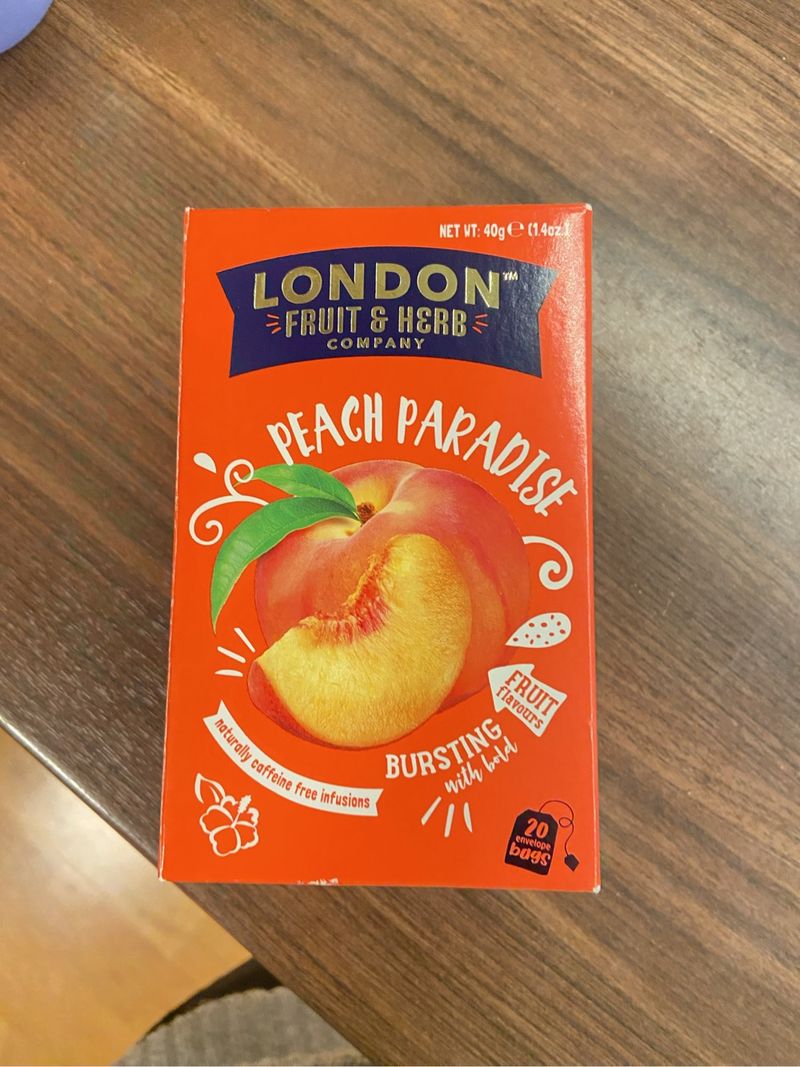 NET WT: 40g ℮ (1.4oz.)
LONDON™
FRUIT & HERB
COMPANY
PEACH PARADISE
FRUIT
flavours
BURSTING
with bold
naturally caffeine free infusions
20
envelope
bags